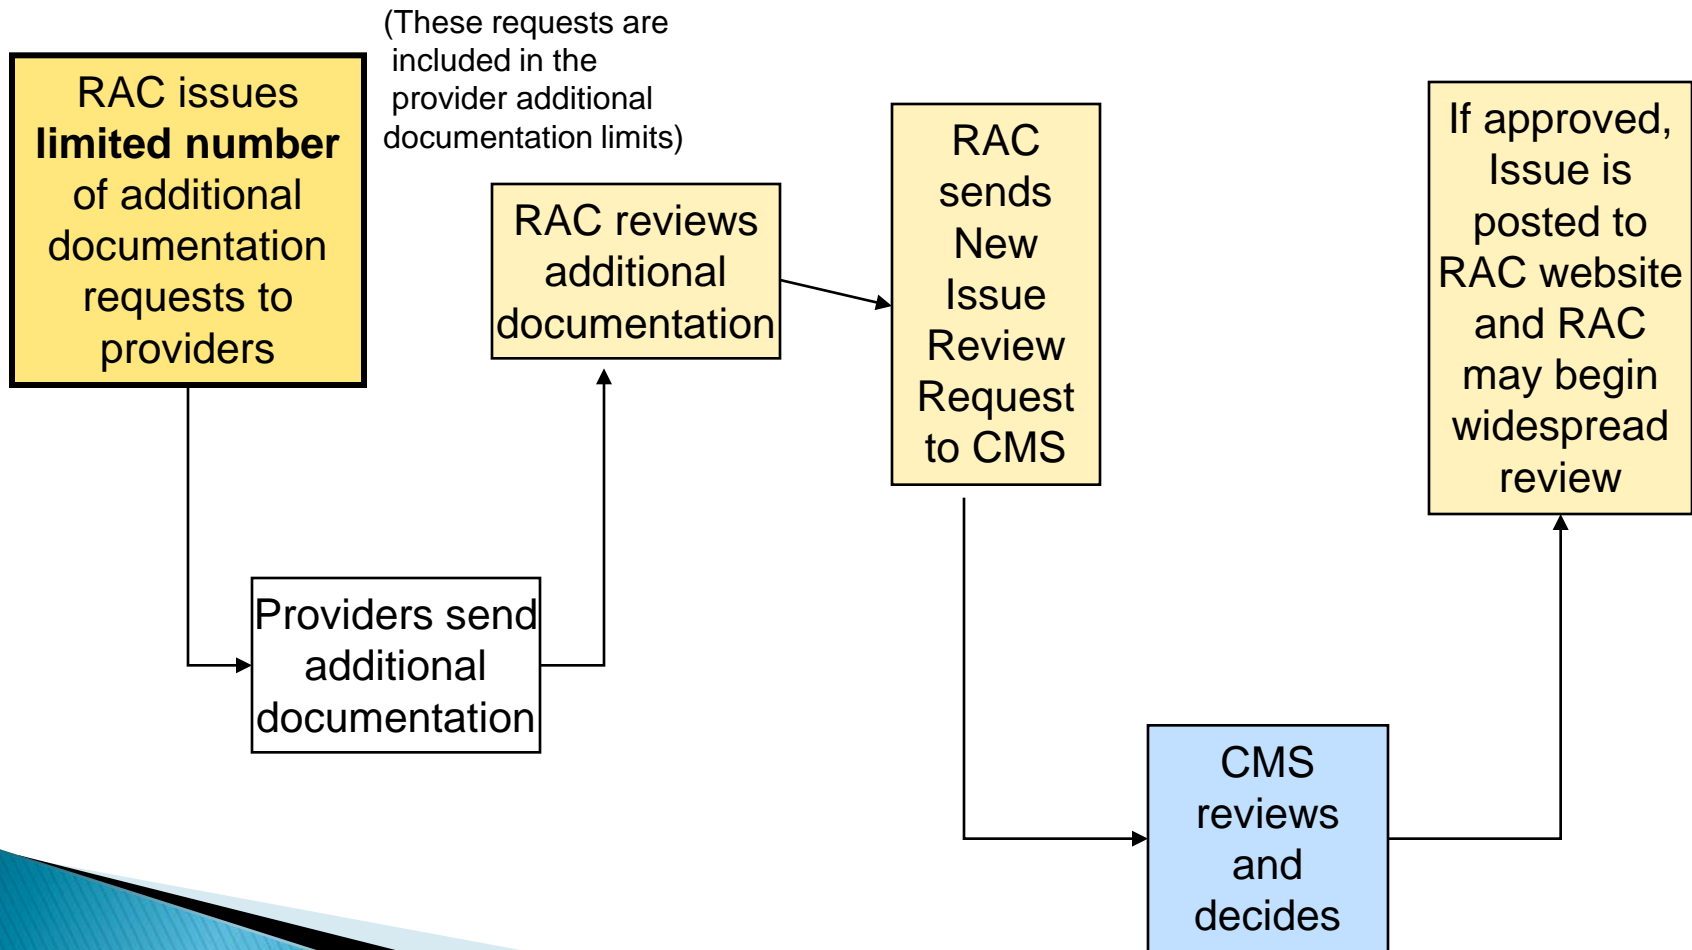 RAC issues
limited number
of additional
documentation
requests to
providers
(These requests are
included in the
provider additional
documentation limits)
Providers send
additional
documentation
RAC reviews
additional
documentation
RAC
sends
New
Issue
Review
Request
to CMS
CMS
reviews
and
decides
If approved,
Issue is
posted to
RAC website
and RAC
may begin
widespread
review